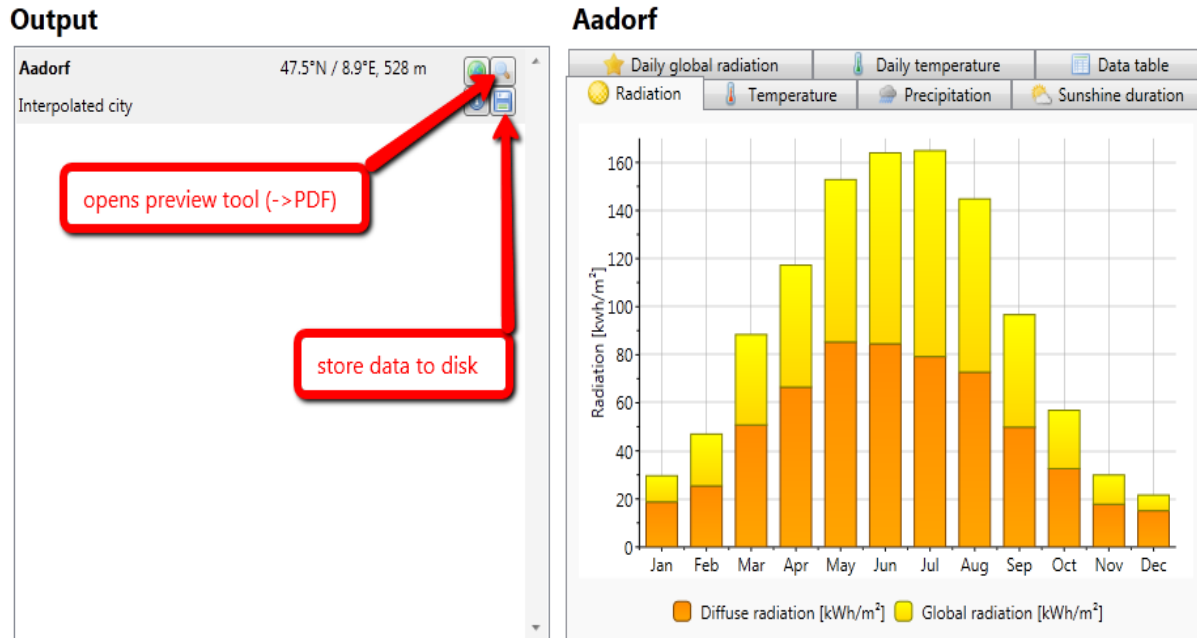 Output
Aadorf
47.5°N / 8.9°E, 528 m
Interpolated city
opens preview tool (->PDF)
store data to disk
Aadorf
Daily global radiation
Daily temperature
Data table
Radiation
Temperature
Precipitation
Sunshine duration
Radiation [kwh/m²]
160
140
120
100
80
60
40
20
0
Jan Feb Mar Apr May Jun Jul Aug Sep Oct Nov Dec
Diffuse radiation [kWh/m²] Global radiation [kWh/m²]